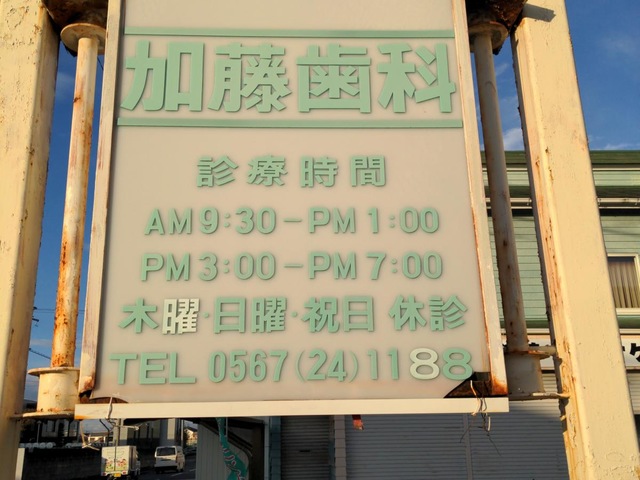 加藤歯科
診療時間
AM 9:30－PM 1:00
PM 3:00－PM 7:00
木曜・日曜・祝日 休診
TEL 0567(24)1188